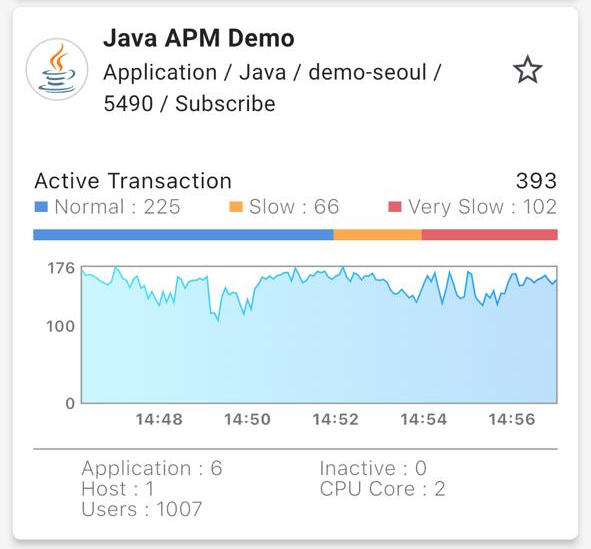 Java APM Demo
Application / Java / demo-seoul /
5490 / Subscribe
Active Transaction 393
Normal : 225 Slow : 66 Very Slow : 102
176
100
0
14:48 14:50 14:52 14:54 14:56
Application : 6 Inactive : 0
Host : 1 CPU Core : 2
Users : 1007